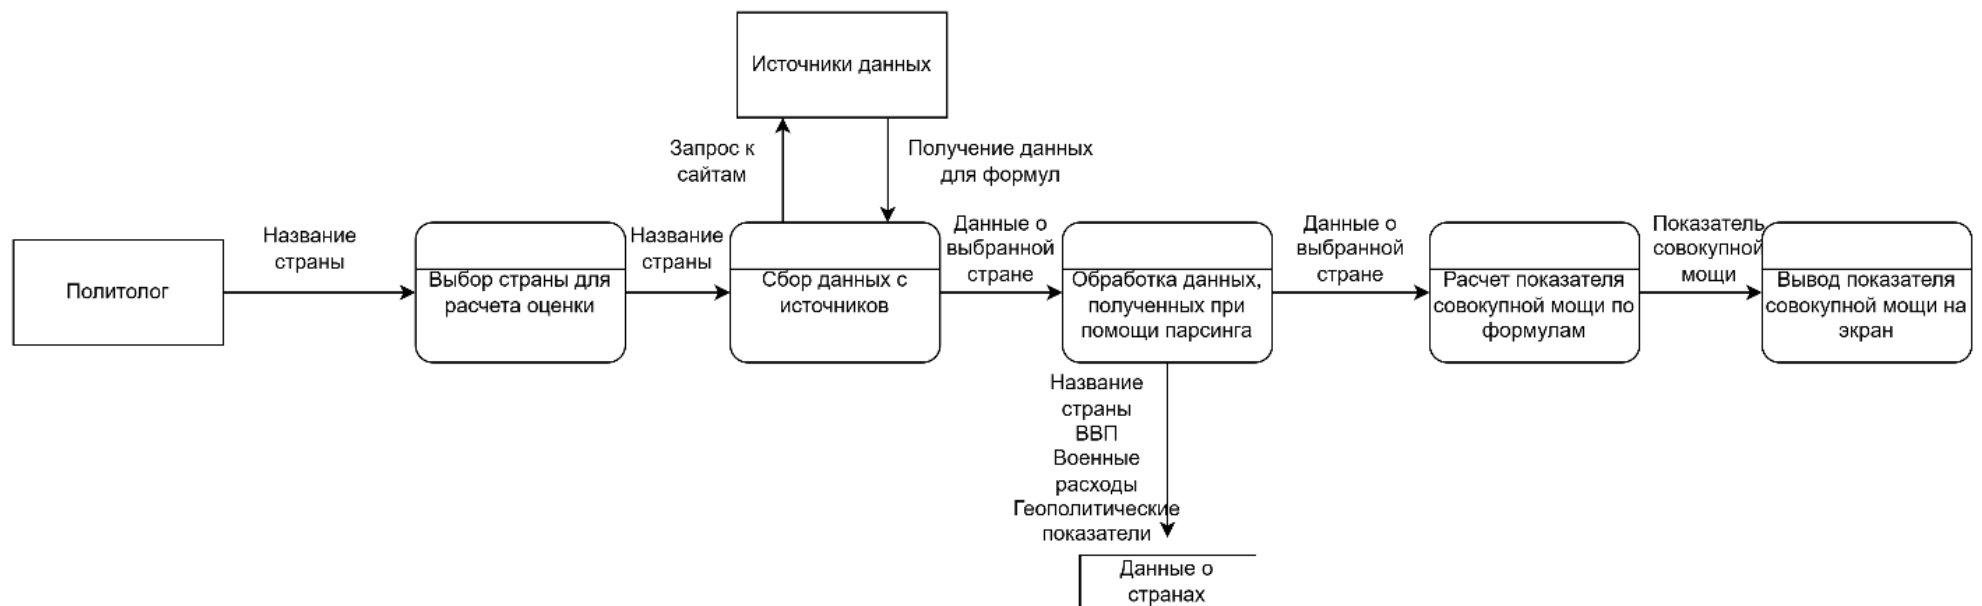 Источники данных
Запрос к
сайтам
Получение данных
для формул
Политолог
Название
страны
Выбор страны для
расчета оценки
Название
страны
Сбор данных с
источников
Данные о
выбранной
стране
Обработка данных,
полученных при
помощи парсинга
Данные о
выбранной
стране
Расчет показателя
совокупной мощи по
формулам
Показатель
совокупной
мощи
Вывод показателя
совокупной мощи на
экран
Название
страны
ВВП
Военные
расходы
Геополитические
показатели
Данные о
странах